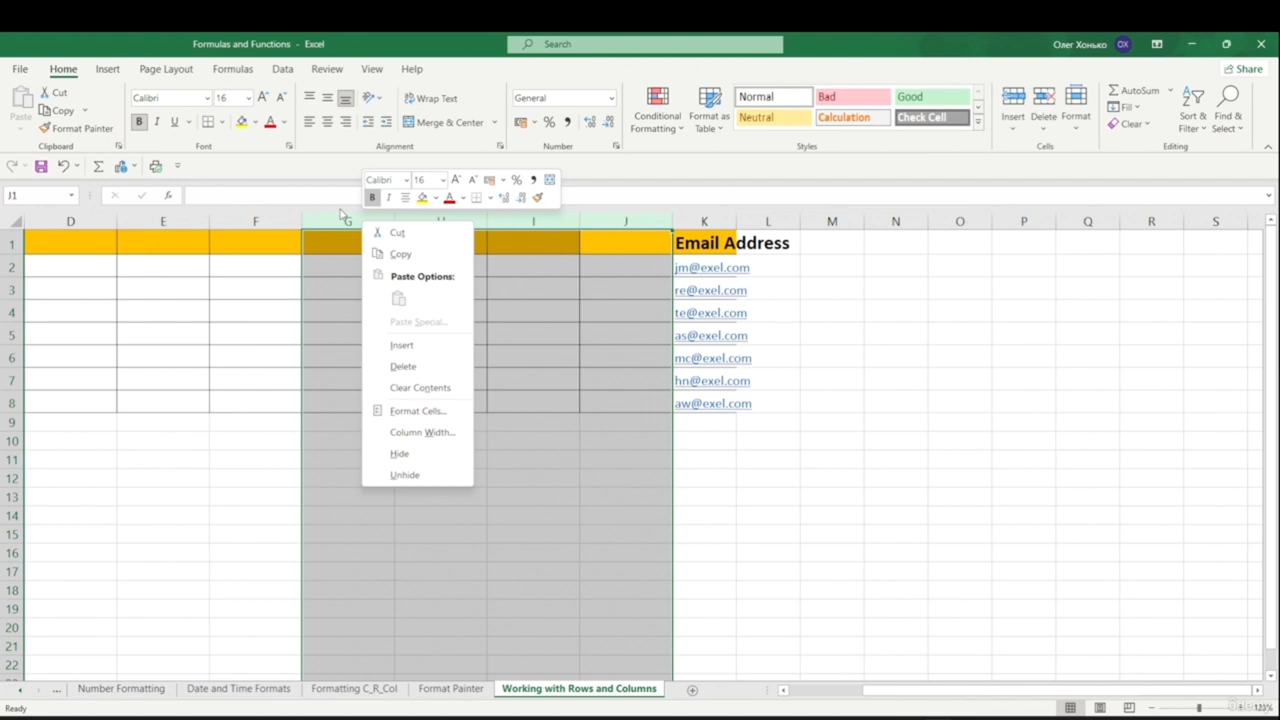 Formulas and Functions - Excel
Search
Олег Хонько
ОХ
File Home Insert Page Layout Formulas Data Review View Help
Share
Paste
Cut
Copy
Format Painter
Clipboard
Calibri 16
B I U
Font
Wrap Text
Merge & Center
Alignment
General
Number
Conditional Formatting
Format as Table
Normal Bad Good
Neutral Calculation Check Cell
Styles
Insert Delete Format
Cells
AutoSum
Fill
Clear
Sort & Filter
Find & Select
Editing
J1
fx
Calibri 16
B I
D E F G H I J K L M N O P Q R S
1 Email Address
2 jm@exel.com
3 re@exel.com
4 te@exel.com
5 as@exel.com
6 mc@exel.com
7 hn@exel.com
8 aw@exel.com
9
10
11
12
13
14
15
16
17
18
19
20
21
22
Cut
Copy
Paste Options:
Paste Special...
Insert
Delete
Clear Contents
Format Cells...
Column Width...
Hide
Unhide
... Number Formatting Date and Time Formats Formatting C_R_Col Format Painter Working with Rows and Columns
Ready